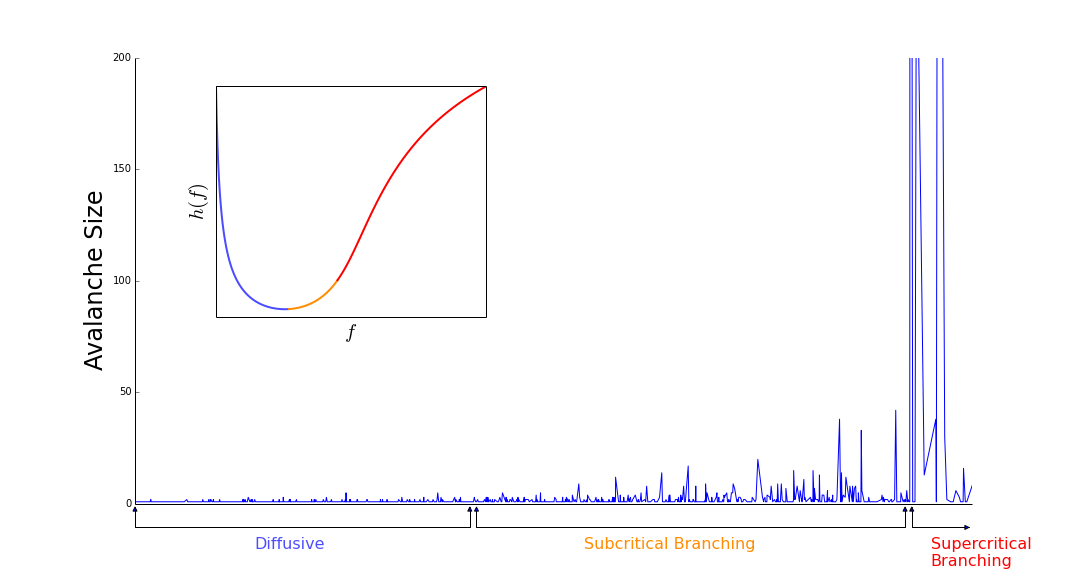 200
150
100
50
0
Avalanche Size
h(f)
f
Diffusive
Subcritical Branching
Supercritical
Branching